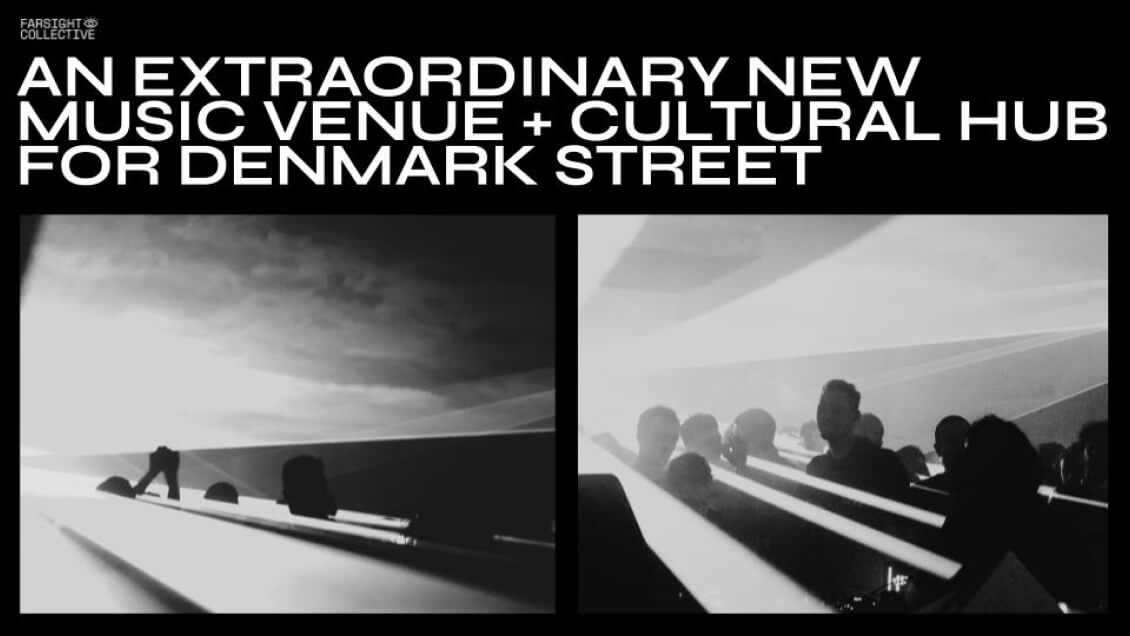 FARSIGHT
COLLECTIVE
AN EXTRAORDINARY NEW
MUSIC VENUE + CULTURAL HUB
FOR DENMARK STREET